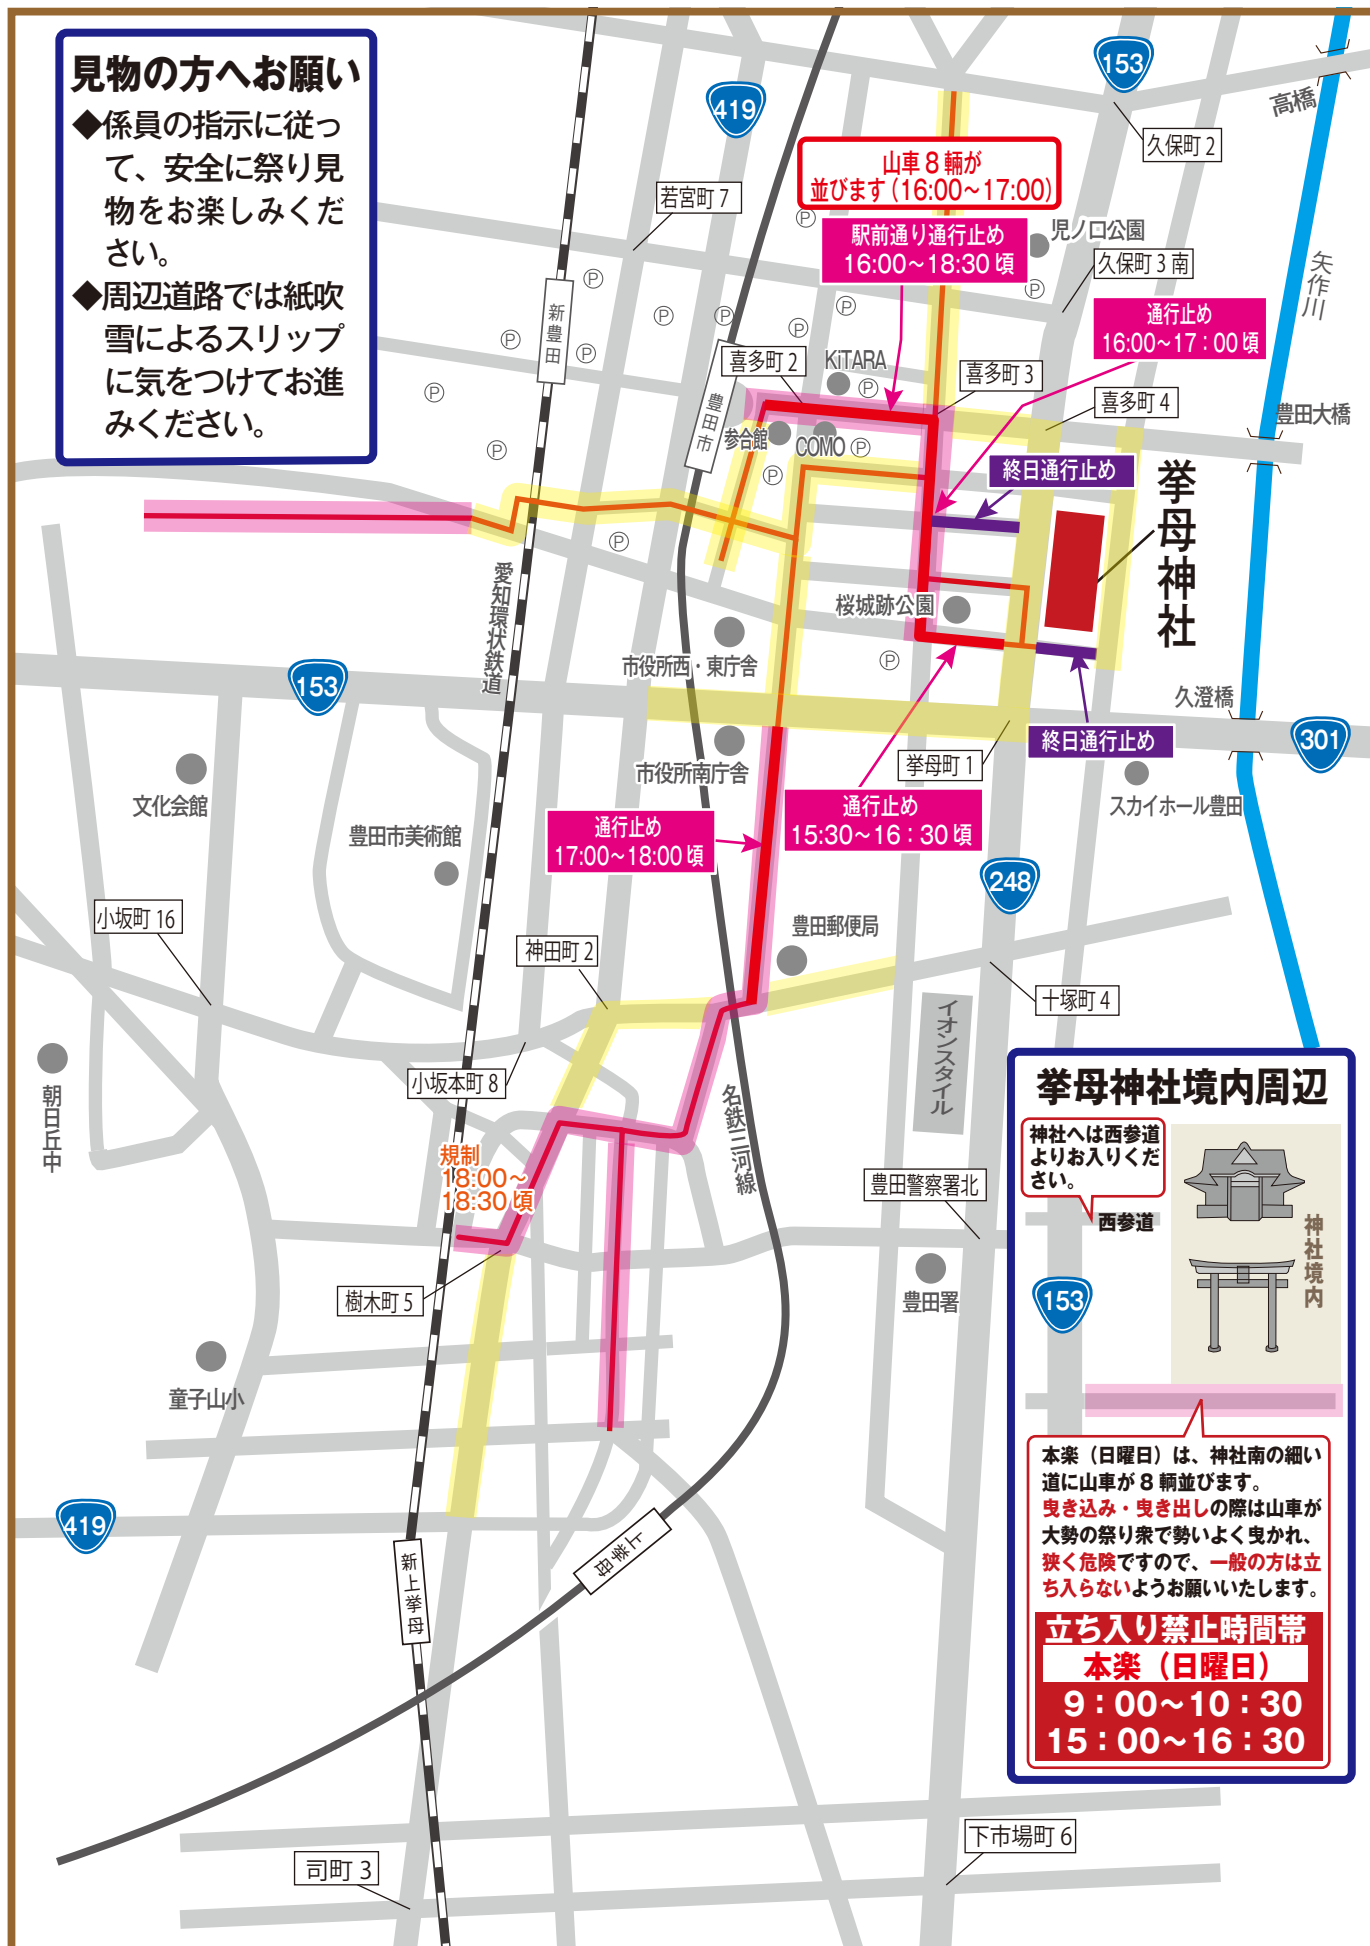 見物の方へお願い
◆係員の指示に従っ
て、安全に祭り見
物をお楽しみくだ
さい。
◆周辺道路では紙吹
雪によるスリップ
に気をつけてお進
みください。
153
419
高橋
久保町 2
山車 8 輌が
並びます(16:00～17:00)
若宮町 7
P
駅前通り通行止め
16:00～18:30 頃
児ノ口公園
久保町 3 南
矢作川
P
新豊田
P
P
P
P
P
通行止め
16:00～17：00 頃
P
P
喜多町 2
KiTARA
P
喜多町 3
P
喜多町 4
豊田大橋
豊田市
参合館
COMO
P
P
P
終日通行止め
挙母神社
P
愛知環状鉄道
桜城跡公園
市役所西・東庁舎
P
153
久澄橋
301
終日通行止め
市役所南庁舎
挙母町 1
文化会館
スカイホール豊田
豊田市美術館
通行止め
17:00～18:00 頃
通行止め
15:30～16：30 頃
248
小坂町 16
豊田郵便局
神田町 2
十塚町 4
イオンスタイル
朝日丘中
小坂本町 8
名鉄三河線
規制
18:00～
18:30 頃
豊田警察署北
豊田署
樹木町 5
童子山小
419
新上挙母
上挙母
司町 3
下市場町 6
挙母神社境内周辺
神社へは西参道
よりお入りくだ
さい。
西参道
神社境内
153
本楽（日曜日）は、神社南の細い
道に山車が 8 輌並びます。
曳き込み・曳き出しの際は山車が
大勢の祭り衆で勢いよく曳かれ、
狭く危険ですので、一般の方は立
ち入らないようお願いいたします。
立ち入り禁止時間帯
本楽（日曜日）
9：00～10：30
15：00～16：30